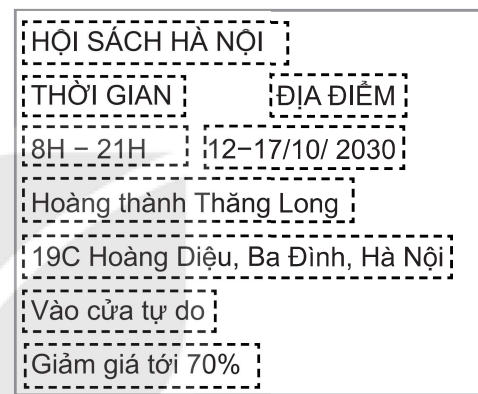 HỘI SÁCH HÀ NỘI
THỜI GIAN ĐỊA ĐIỂM
8H – 21H 12–17/10/ 2030
Hoàng thành Thăng Long
19C Hoàng Diệu, Ba Đình, Hà Nội
Vào cửa tự do
Giảm giá tới 70%